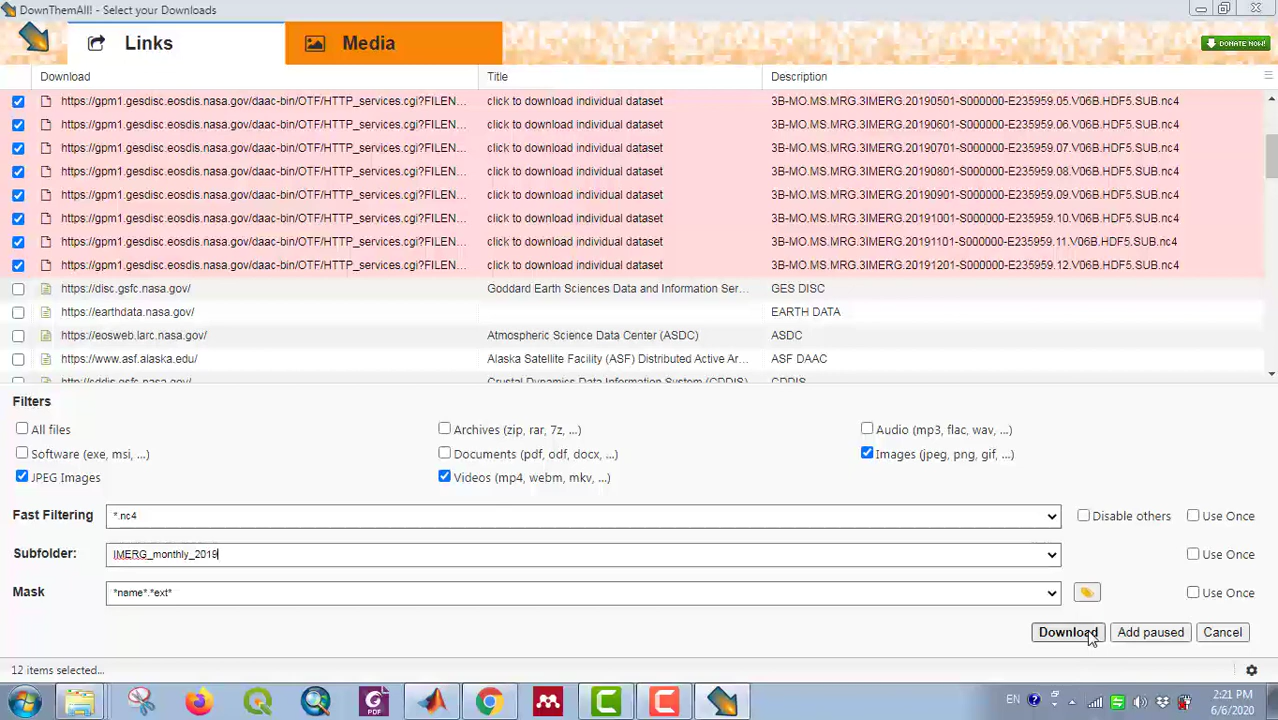 DownThemAll! - Select your Downloads
Links
Media
DONATE NOW!
Download Title Description
https://gpm1.gesdisc.eosdis.nasa.gov/daac-bin/OTF/HTTP_services.cgi?FILEN... click to download individual dataset 3B-MO.MS.MRG.3IMERG.20190501-S000000-E235959.05.V06B.HDF5.SUB.nc4
https://gpm1.gesdisc.eosdis.nasa.gov/daac-bin/OTF/HTTP_services.cgi?FILEN... click to download individual dataset 3B-MO.MS.MRG.3IMERG.20190601-S000000-E235959.06.V06B.HDF5.SUB.nc4
https://gpm1.gesdisc.eosdis.nasa.gov/daac-bin/OTF/HTTP_services.cgi?FILEN... click to download individual dataset 3B-MO.MS.MRG.3IMERG.20190701-S000000-E235959.07.V06B.HDF5.SUB.nc4
https://gpm1.gesdisc.eosdis.nasa.gov/daac-bin/OTF/HTTP_services.cgi?FILEN... click to download individual dataset 3B-MO.MS.MRG.3IMERG.20190801-S000000-E235959.08.V06B.HDF5.SUB.nc4
https://gpm1.gesdisc.eosdis.nasa.gov/daac-bin/OTF/HTTP_services.cgi?FILEN... click to download individual dataset 3B-MO.MS.MRG.3IMERG.20190901-S000000-E235959.09.V06B.HDF5.SUB.nc4
https://gpm1.gesdisc.eosdis.nasa.gov/daac-bin/OTF/HTTP_services.cgi?FILEN... click to download individual dataset 3B-MO.MS.MRG.3IMERG.20191001-S000000-E235959.10.V06B.HDF5.SUB.nc4
https://gpm1.gesdisc.eosdis.nasa.gov/daac-bin/OTF/HTTP_services.cgi?FILEN... click to download individual dataset 3B-MO.MS.MRG.3IMERG.20191101-S000000-E235959.11.V06B.HDF5.SUB.nc4
https://gpm1.gesdisc.eosdis.nasa.gov/daac-bin/OTF/HTTP_services.cgi?FILEN... click to download individual dataset 3B-MO.MS.MRG.3IMERG.20191201-S000000-E235959.12.V06B.HDF5.SUB.nc4
https://disc.gsfc.nasa.gov/ Goddard Earth Sciences Data and Information Ser... GES DISC
https://earthdata.nasa.gov/ EARTH DATA
https://eosweb.larc.nasa.gov/ Atmospheric Science Data Center (ASDC) ASDC
https://www.asf.alaska.edu/ Alaska Satellite Facility (ASF) Distributed Active Ar... ASF DAAC
http://cddis.gsfc.nasa.gov/ Crustal Dynamics Data Information System (CDDIS) CDDIS
Filters
All files Archives (zip, rar, 7z, ...) Audio (mp3, flac, wav, ...)
Software (exe, msi, ...) Documents (pdf, odf, docx, ...) Images (jpeg, png, gif, ...)
JPEG Images Videos (mp4, webm, mkv, ...)
Fast Filtering *.nc4 Disable others Use Once
Subfolder: IMERG_monthly_2019 Use Once
Mask *name*.*ext* Use Once
Download Add paused Cancel
12 items selected...
PDF
EN 2:21 PM
6/6/2020